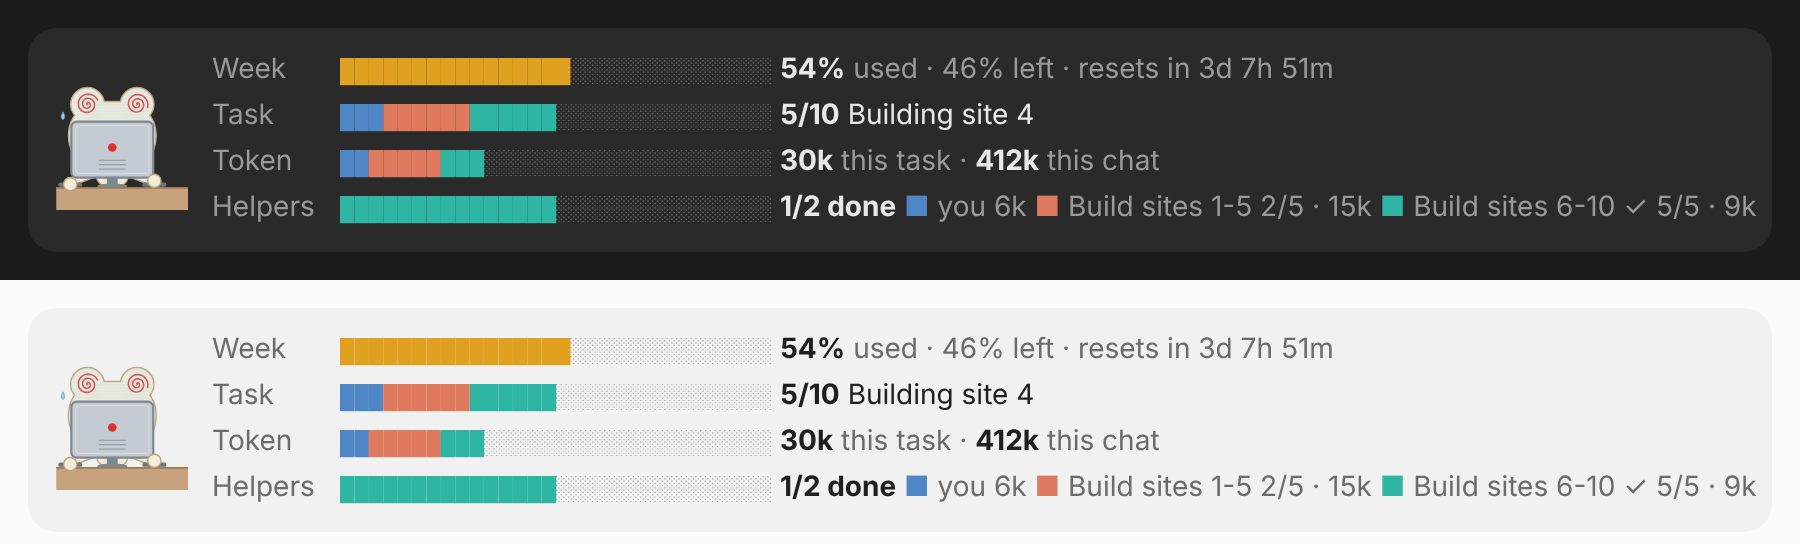 Week 54% used · 46% left · resets in 3d 7h 51m
Task 5/10 Building site 4
Token 30k this task · 412k this chat
Helpers 1/2 done you 6k Build sites 1-5 2/5 · 15k Build sites 6-10 ✓ 5/5 · 9k
Week 54% used · 46% left · resets in 3d 7h 51m
Task 5/10 Building site 4
Token 30k this task · 412k this chat
Helpers 1/2 done you 6k Build sites 1-5 2/5 · 15k Build sites 6-10 ✓ 5/5 · 9k